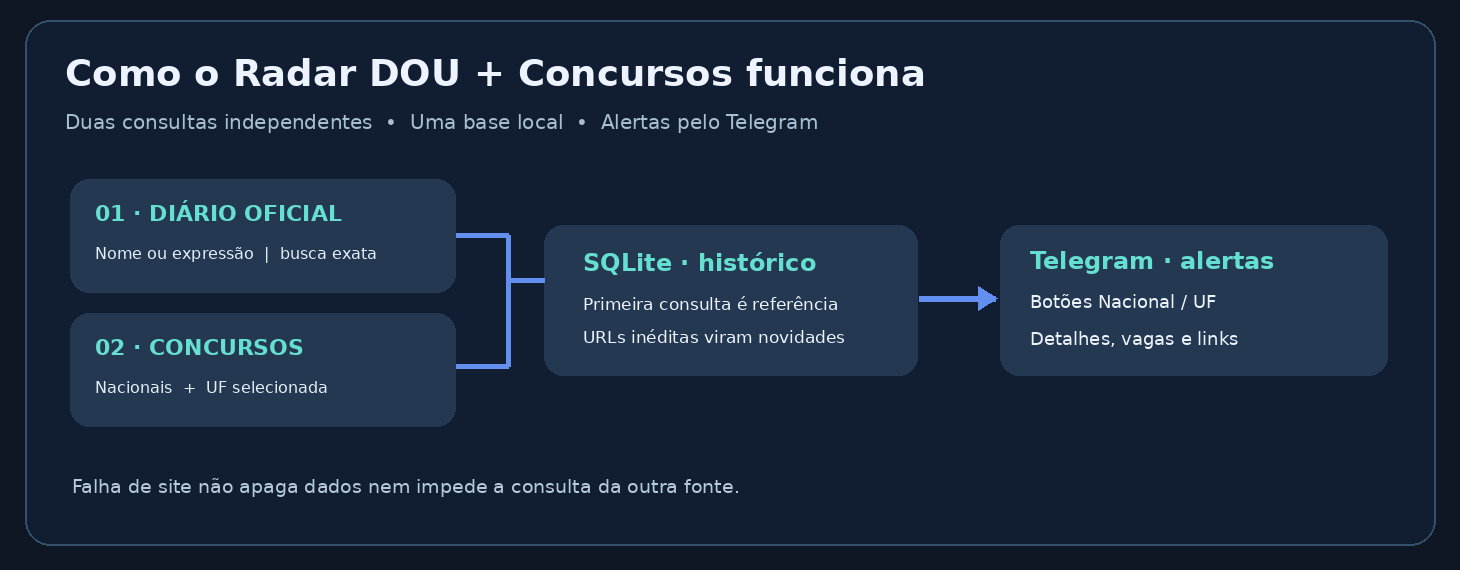 Como o Radar DOU + Concursos funciona
Duas consultas independentes • Uma base local • Alertas pelo Telegram
01 · DIÁRIO OFICIAL
Nome ou expressão | busca exata
02 · CONCURSOS
Nacionais + UF selecionada
SQLite · histórico
Primeira consulta é referência
URLs inéditas viram novidades
Telegram · alertas
Botões Nacional / UF
Detalhes, vagas e links
Falha de site não apaga dados nem impede a consulta da outra fonte.